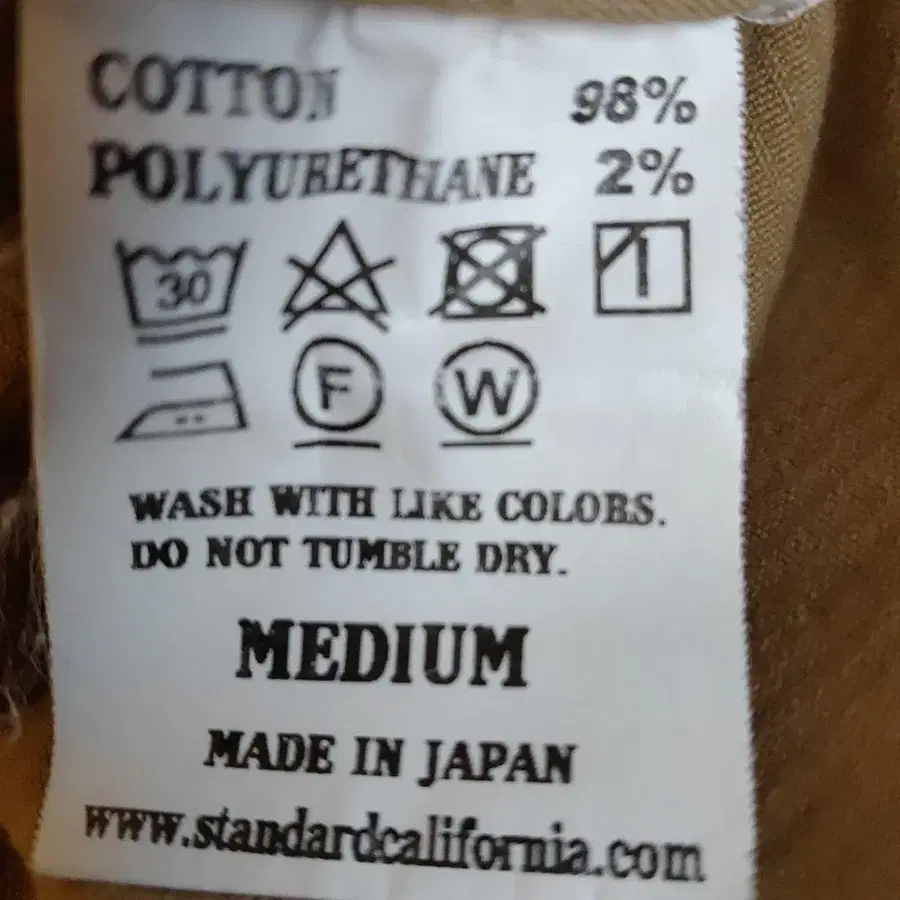 COTTON 98%
POLYURETHANE 2%
30
F W
WASH WITH LIKE COLORS.
DO NOT TUMBLE DRY.
MEDIUM
MADE IN JAPAN
www.standardcalifornia.com